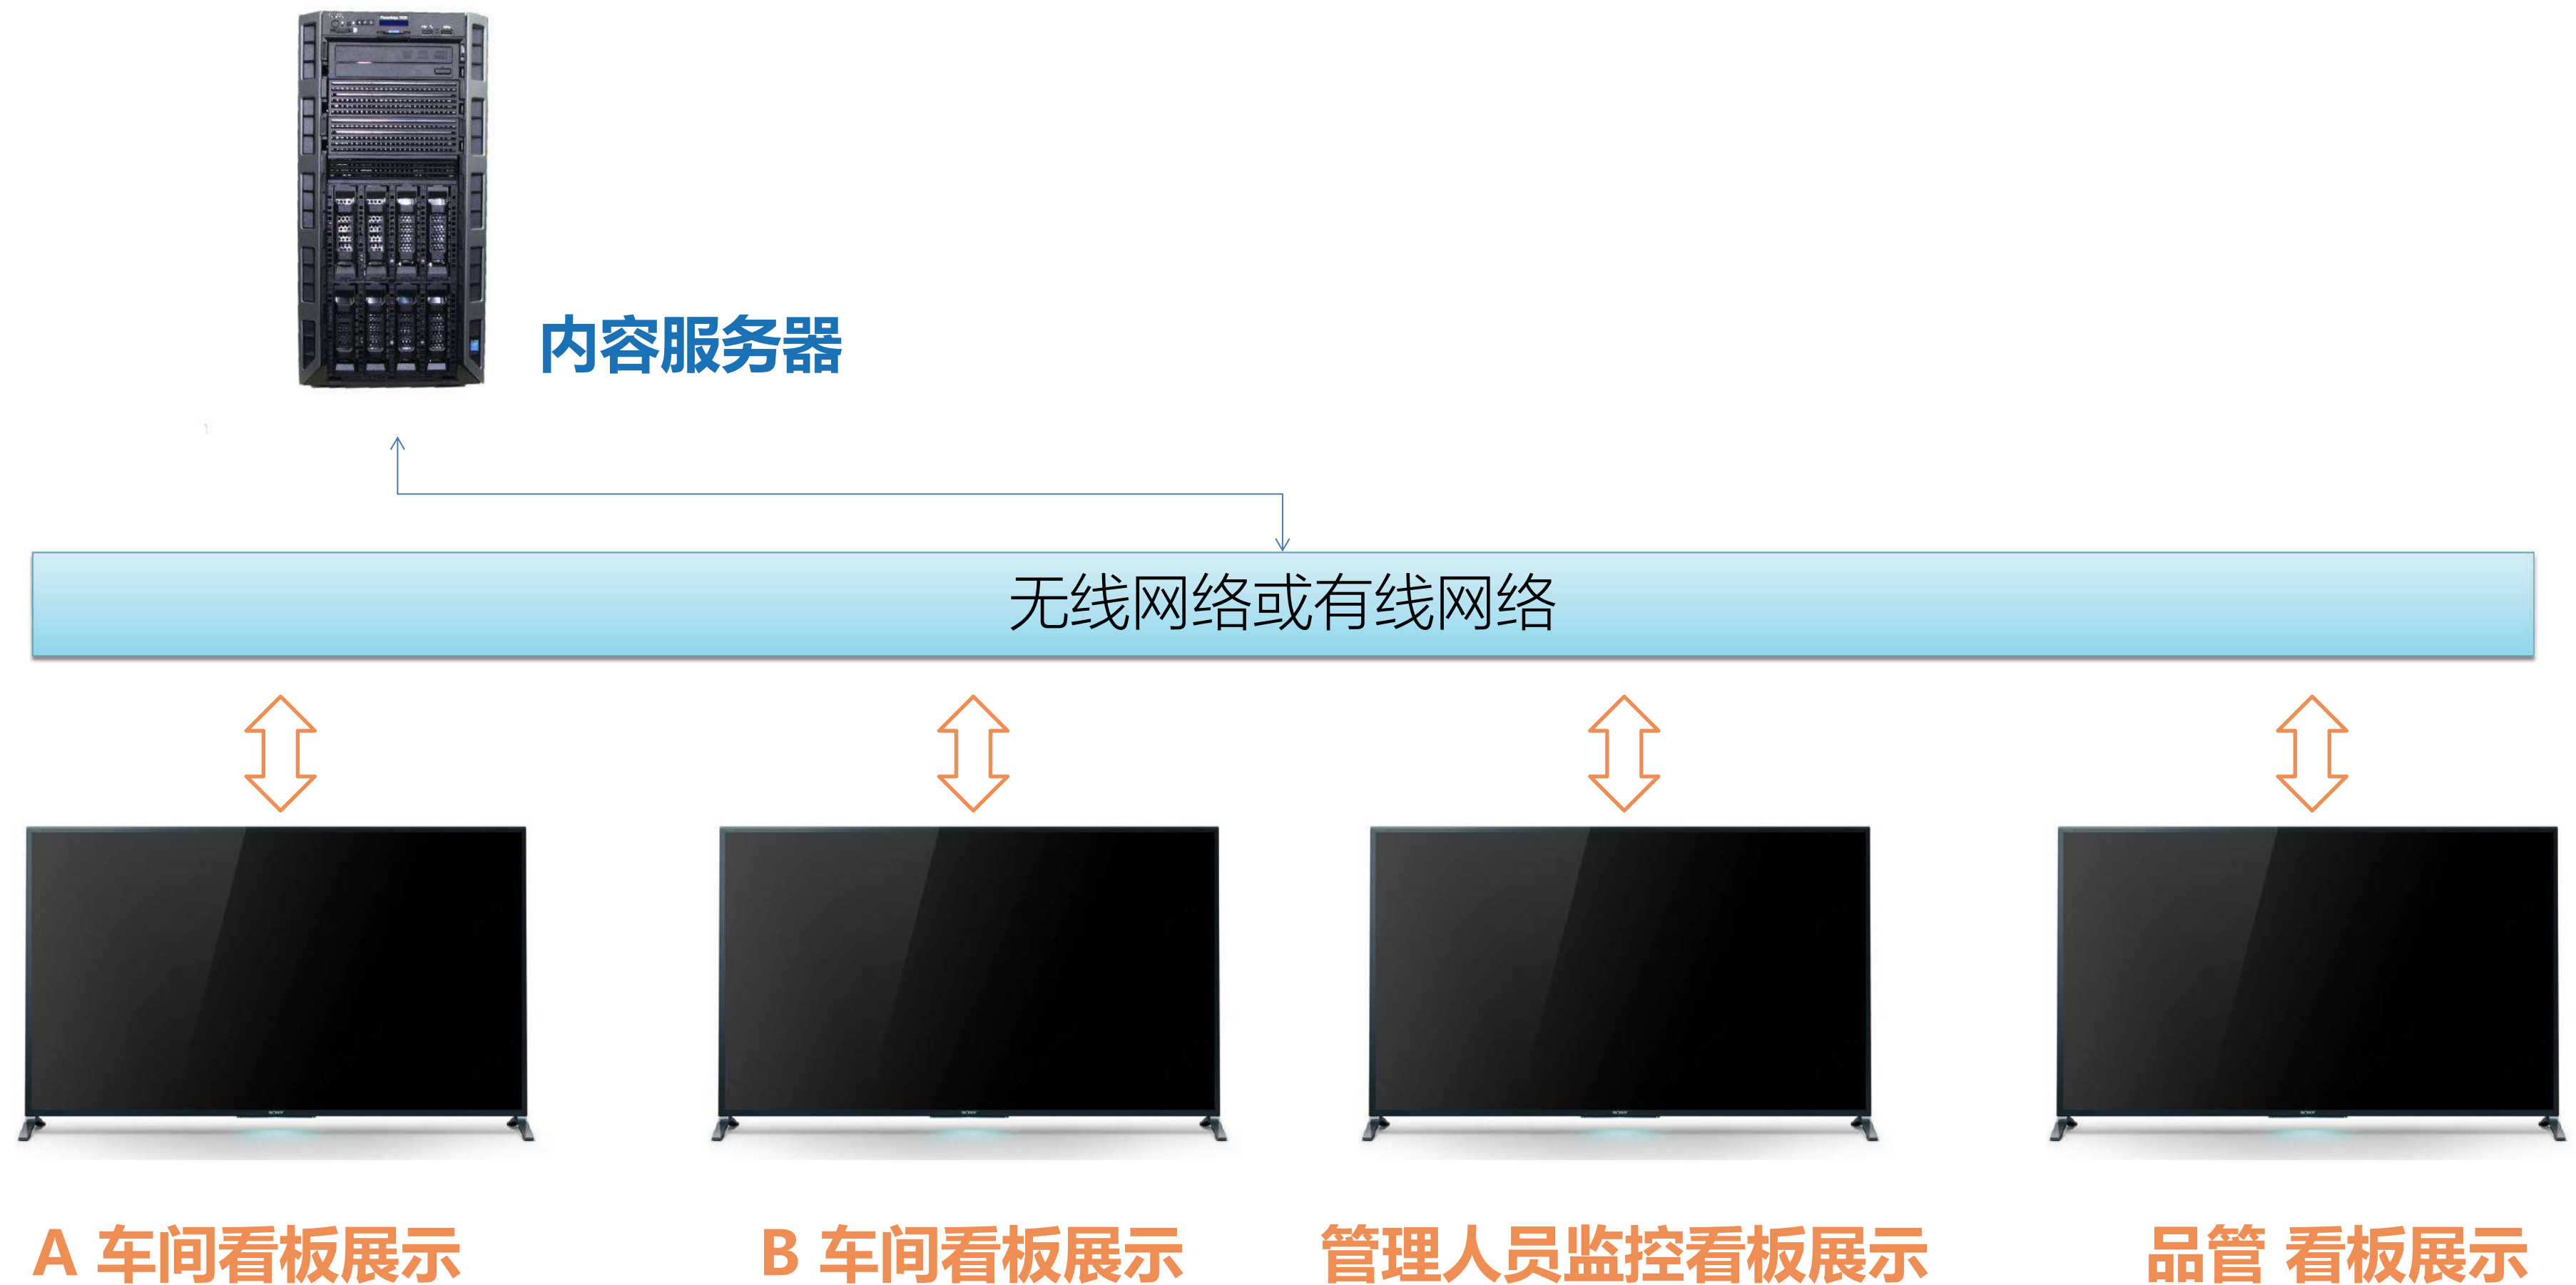 内容服务器
无线网络或有线网络
A 车间看板展示
B 车间看板展示
管理人员监控看板展示
品管 看板展示